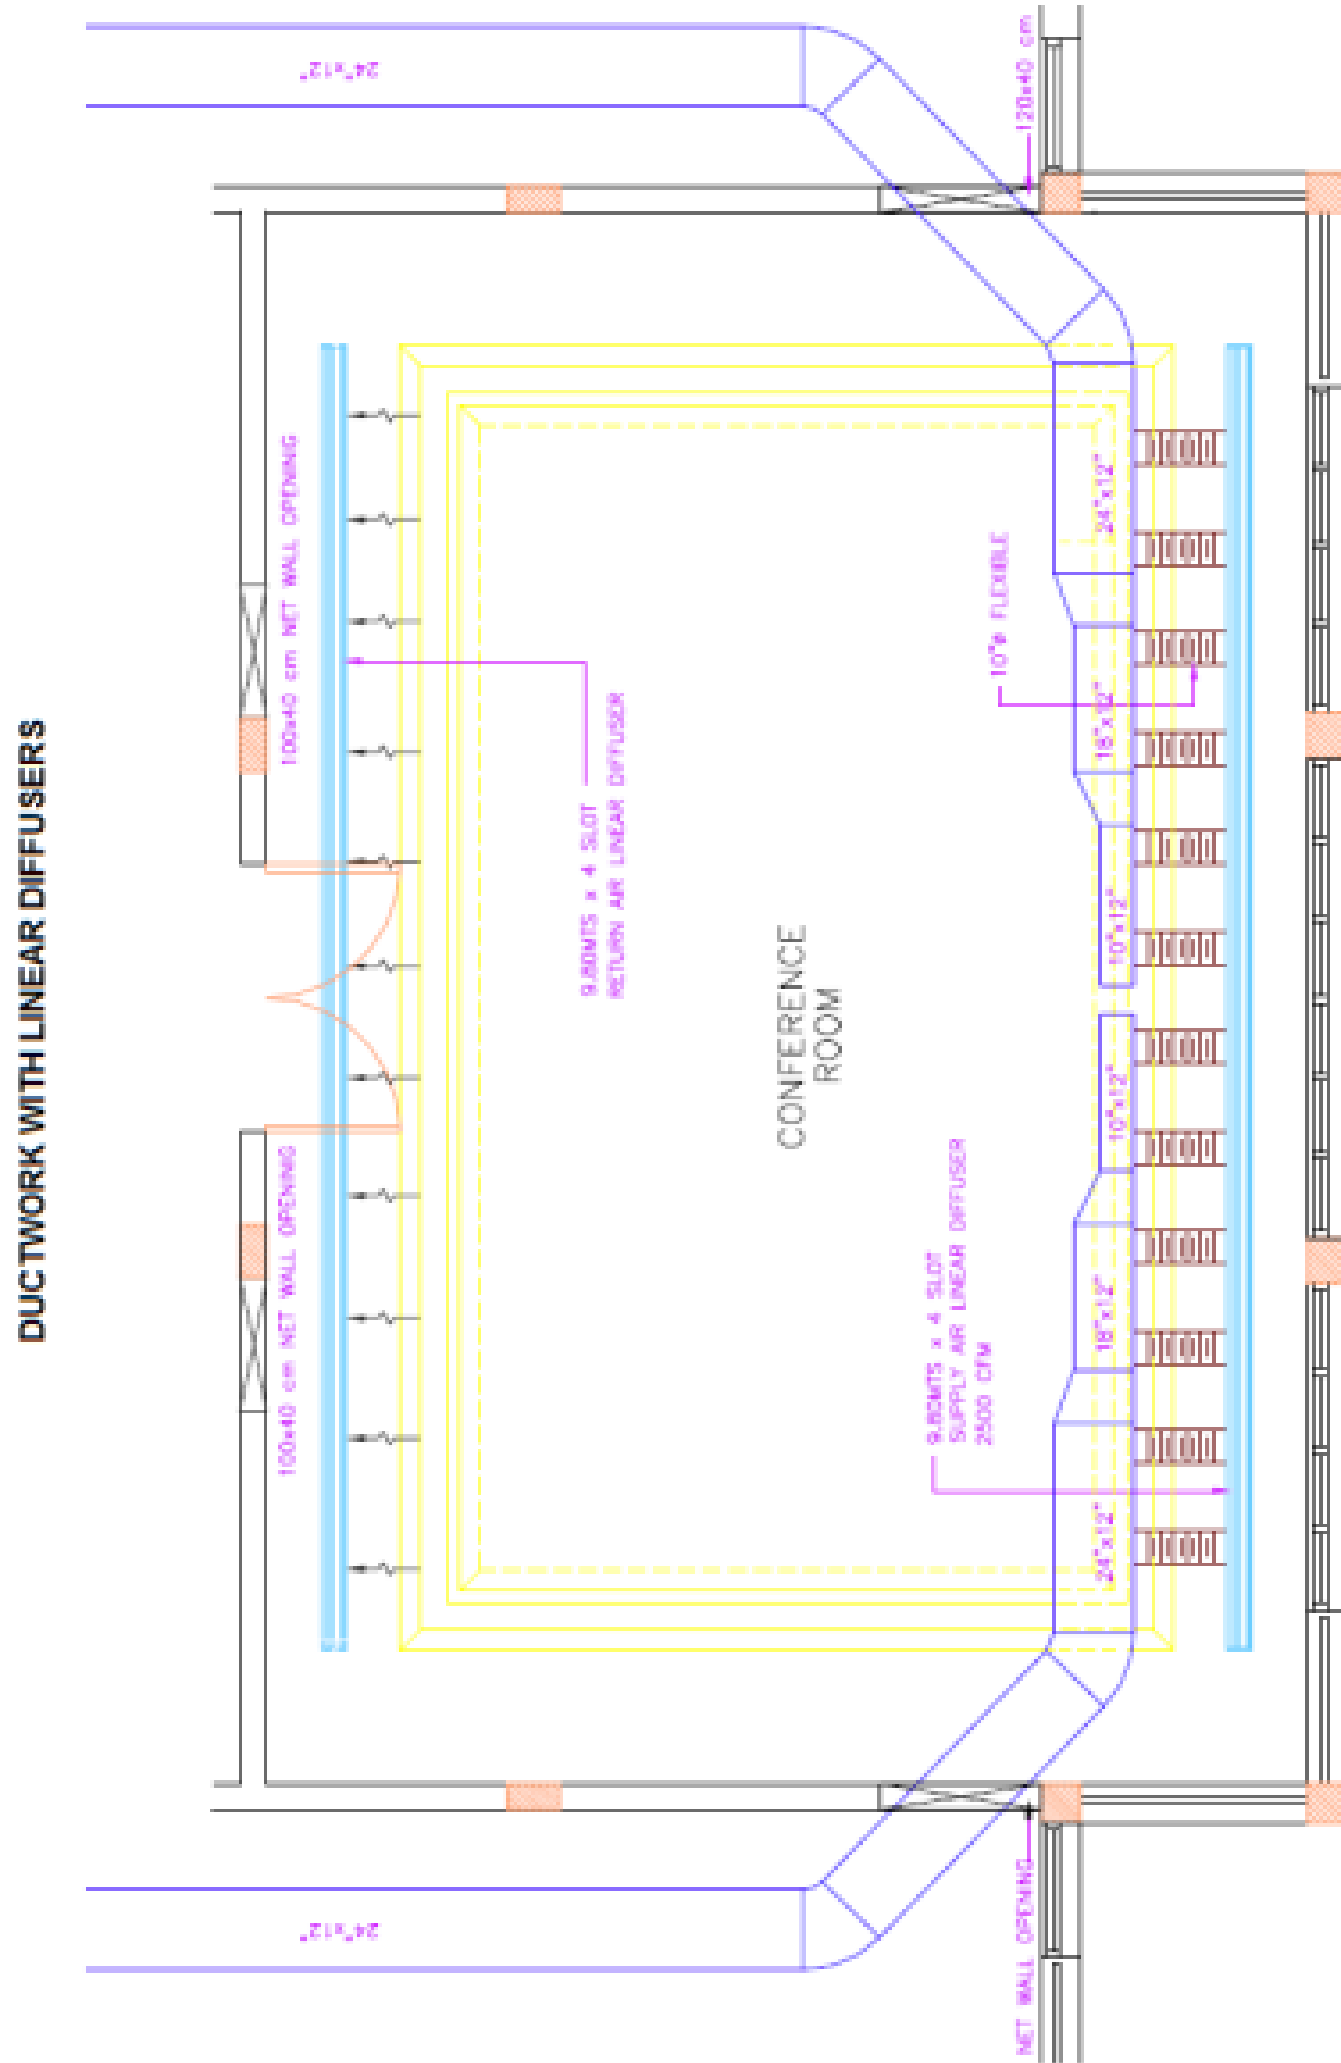 DUCTWORK WITH LINEAR DIFFUSERS
24"x12"
24"x12"
100x40 cm NET WALL OPENING
100x40 cm NET WALL OPENING
9.80MTS x 4 SLOT
RETURN AIR LINEAR DIFFUSER
CONFERENCE
ROOM
9.80MTS x 4 SLOT
SUPPLY AIR LINEAR DIFFUSER
2500 CFM
10"ø FLEXIBLE
NET WALL OPENING
120x40 cm
24"x12"
18"x12"
10"x12"
10"x12"
18"x12"
24"x12"